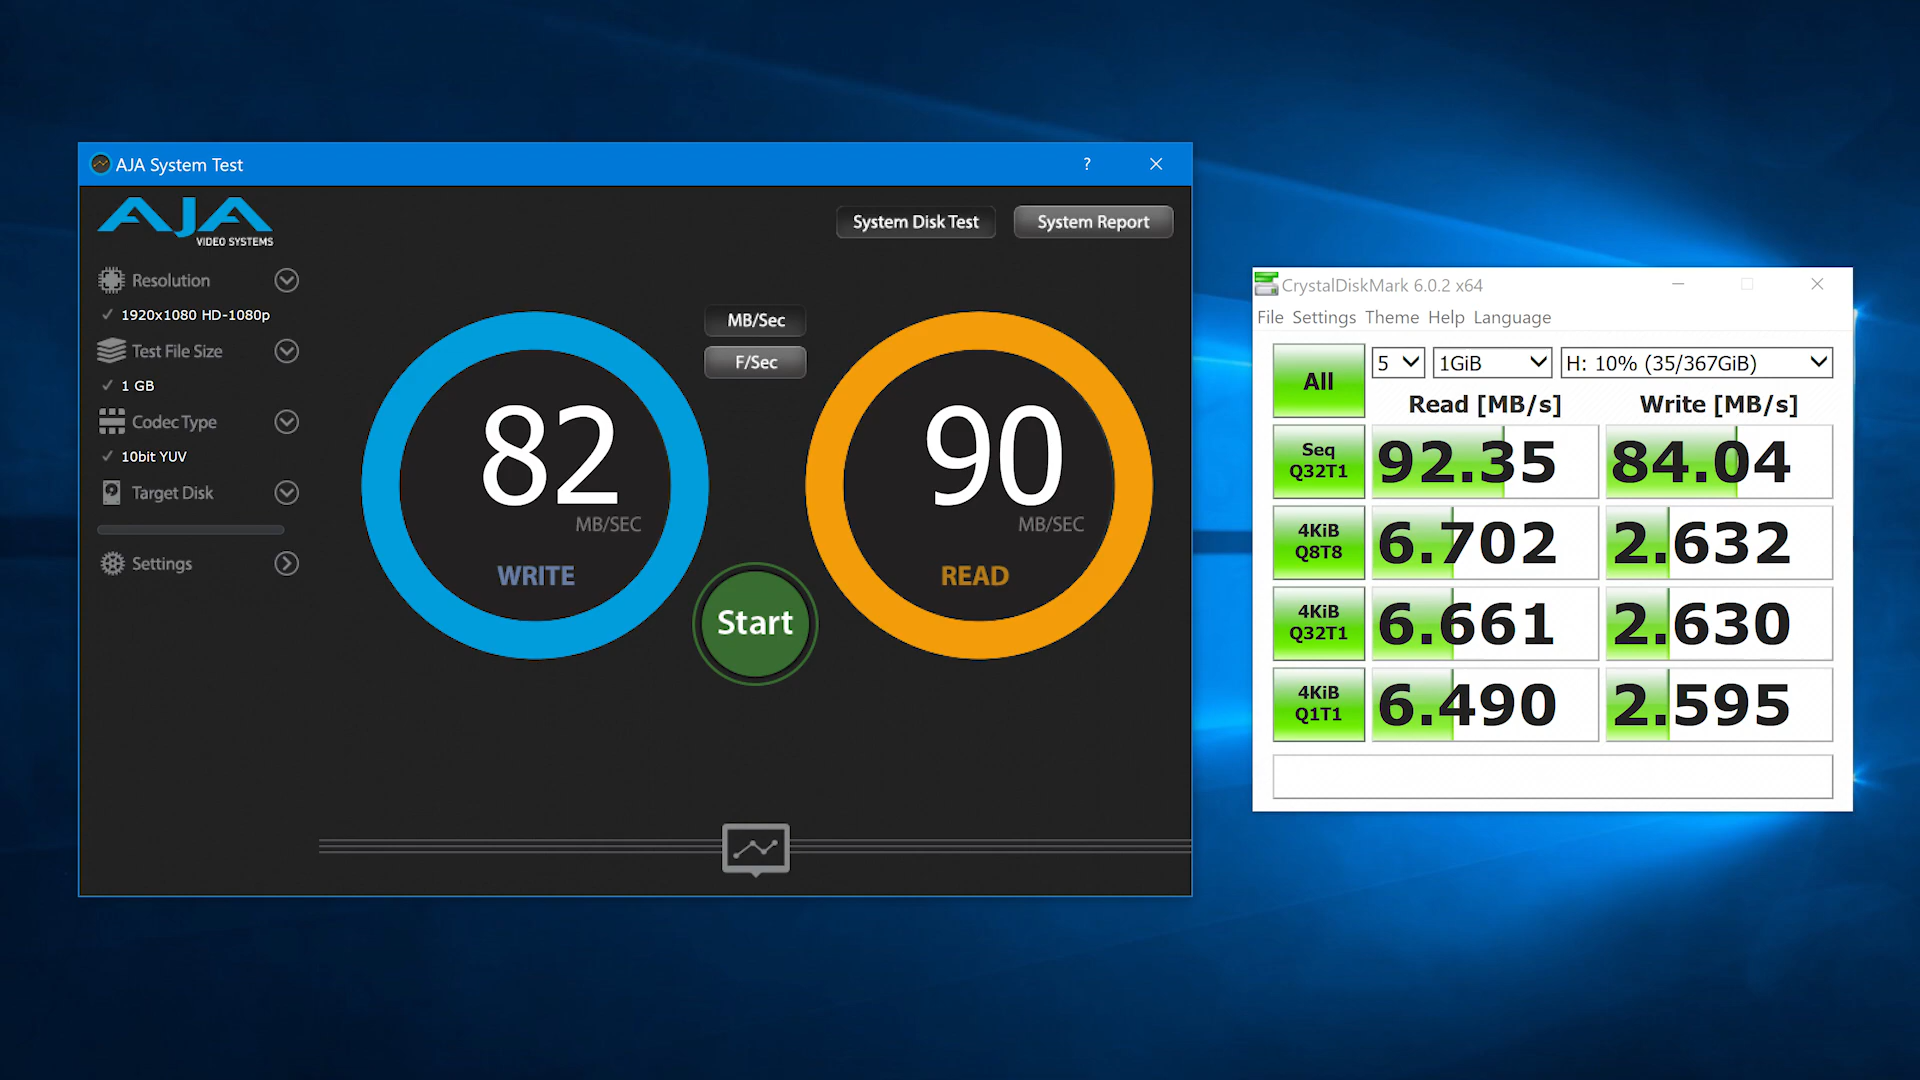 AJA System Test
?
AJA
VIDEO SYSTEMS
System Disk Test
System Report
Resolution
1920x1080 HD-1080p
Test File Size
1 GB
Codec Type
10bit YUV
Target Disk
Settings
MB/Sec
F/Sec
82
MB/SEC
WRITE
90
MB/SEC
READ
Start
CrystalDiskMark 6.0.2 x64
File Settings Theme Help Language
All
5
1GiB
H: 10% (35/367GiB)
Read [MB/s]
Write [MB/s]
Seq
Q32T1
92.35
84.04
4KiB
Q8T8
6.702
2.632
4KiB
Q32T1
6.661
2.630
4KiB
Q1T1
6.490
2.595